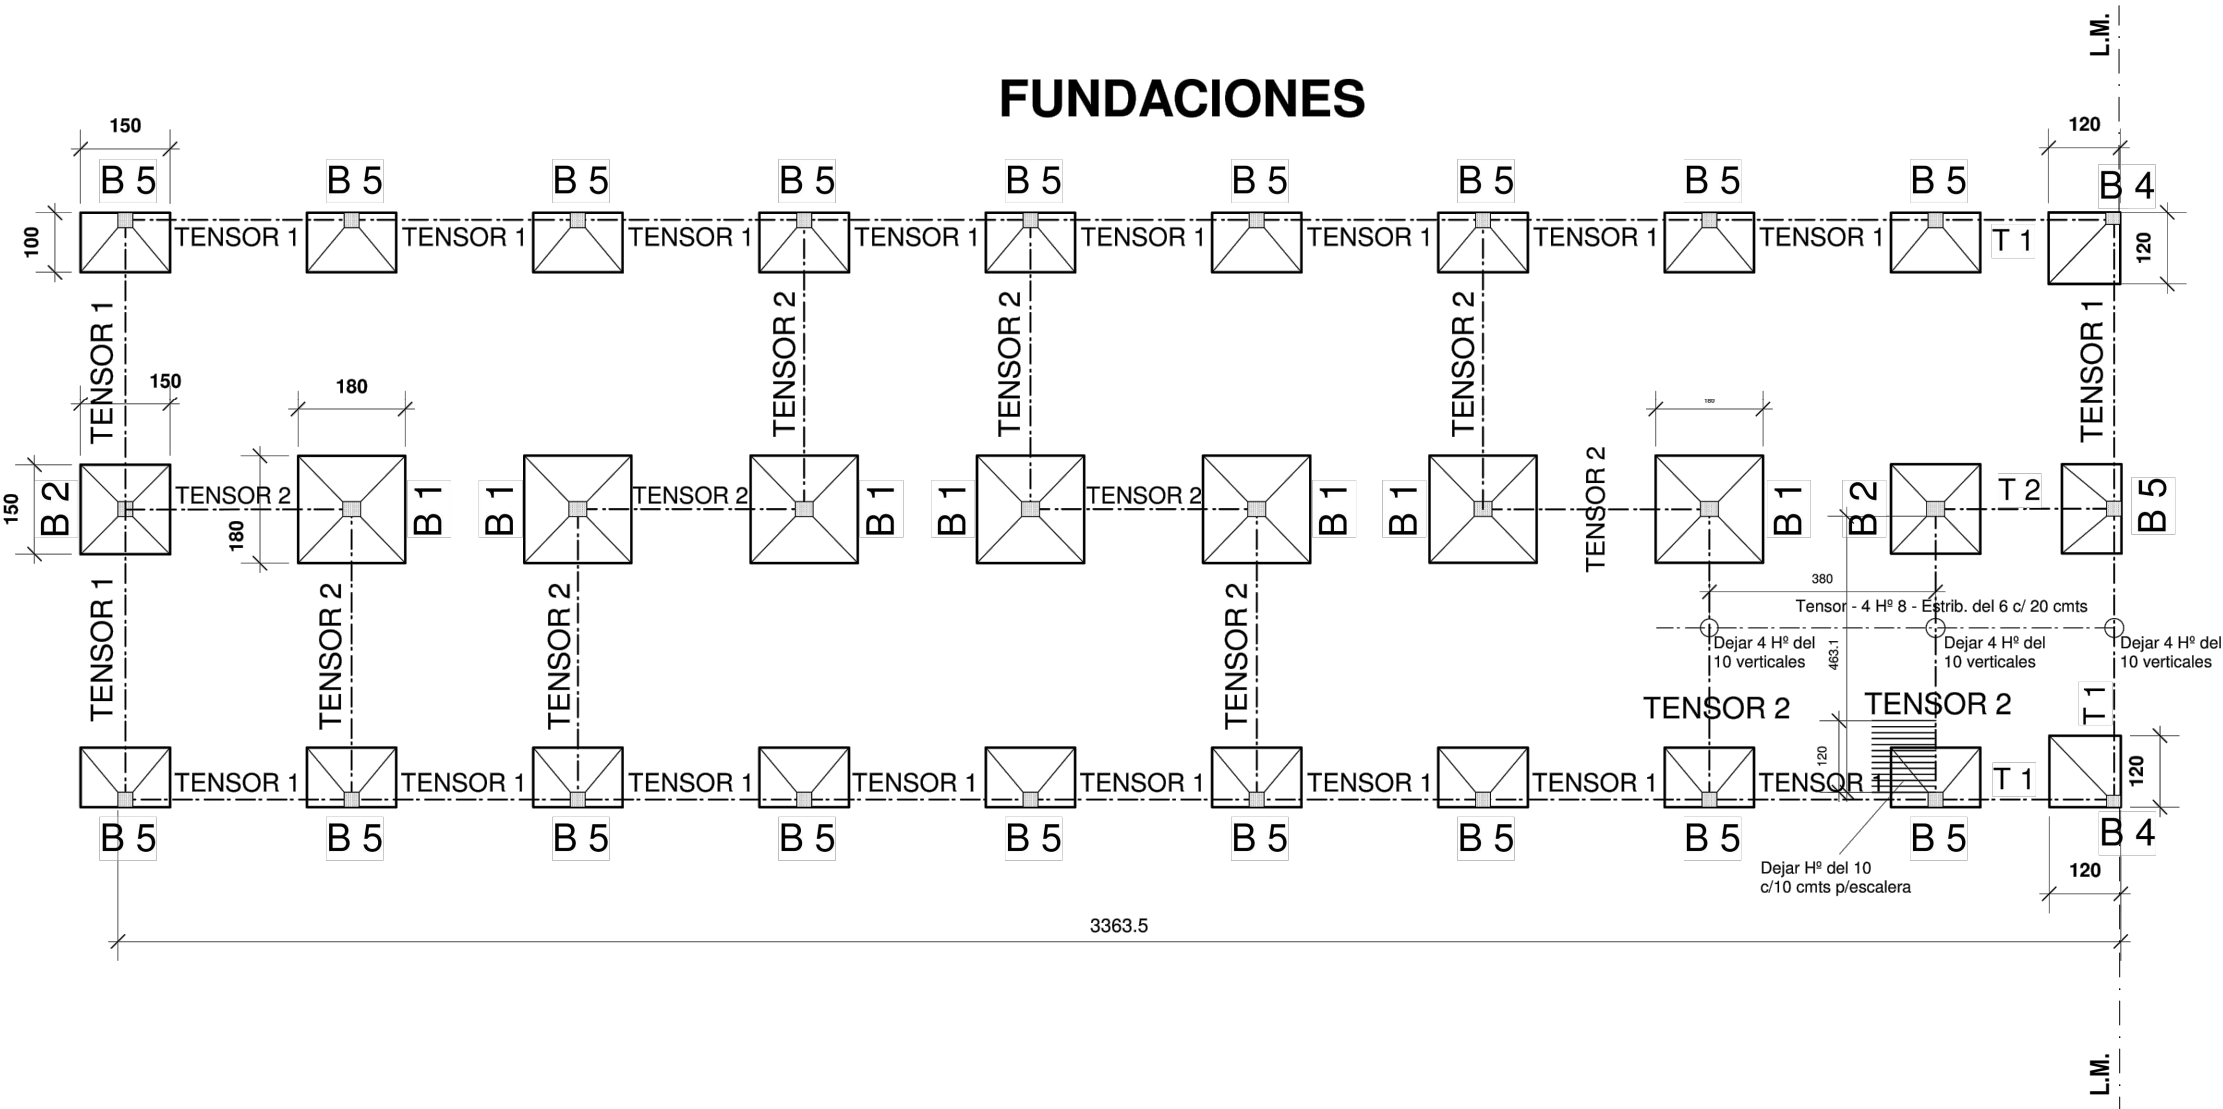 L.M.
FUNDACIONES
150
120
B 5
B 5
B 5
B 5
B 5
B 5
B 5
B 5
B 5
B 4
100
TENSOR 1
TENSOR 1
TENSOR 1
TENSOR 1
TENSOR 1
TENSOR 1
TENSOR 1
TENSOR 1
T 1
120
TENSOR 1
TENSOR 2
TENSOR 2
TENSOR 2
TENSOR 1
150
180
180
150
B 2
TENSOR 2
180
B 1
B 1
TENSOR 2
B 1
B 1
TENSOR 2
B 1
B 1
TENSOR 2
B 1
B 2
T 2
B 5
380
Tensor - 4 Hº 8 - Estrib. del 6 c/ 20 cmts
Dejar 4 Hº del
10 verticales
463.1
Dejar 4 Hº del
10 verticales
Dejar 4 Hº del
10 verticales
TENSOR 1
TENSOR 2
TENSOR 2
TENSOR 2
TENSOR 2
TENSOR 2
T 1
120
TENSOR 1
TENSOR 1
TENSOR 1
TENSOR 1
TENSOR 1
TENSOR 1
TENSOR 1
TENSOR 1
T 1
120
B 5
B 5
B 5
B 5
B 5
B 5
B 5
B 5
B 5
B 4
Dejar Hº del 10
c/10 cmts p/escalera
120
3363.5
L.M.